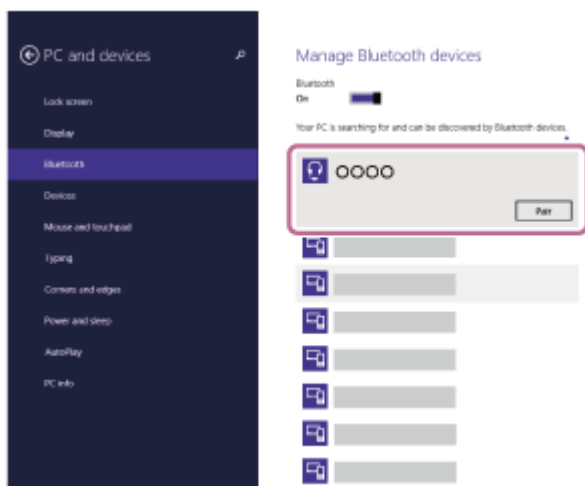 PC and devices
Lock screen
Display
Bluetooth
Devices
Mouse and touchpad
Typing
Corners and edges
Power and sleep
AutoPlay
PC info
Manage Bluetooth devices
Bluetooth
On
Your PC is searching for and can be discovered by Bluetooth devices.
OOOO
Pair